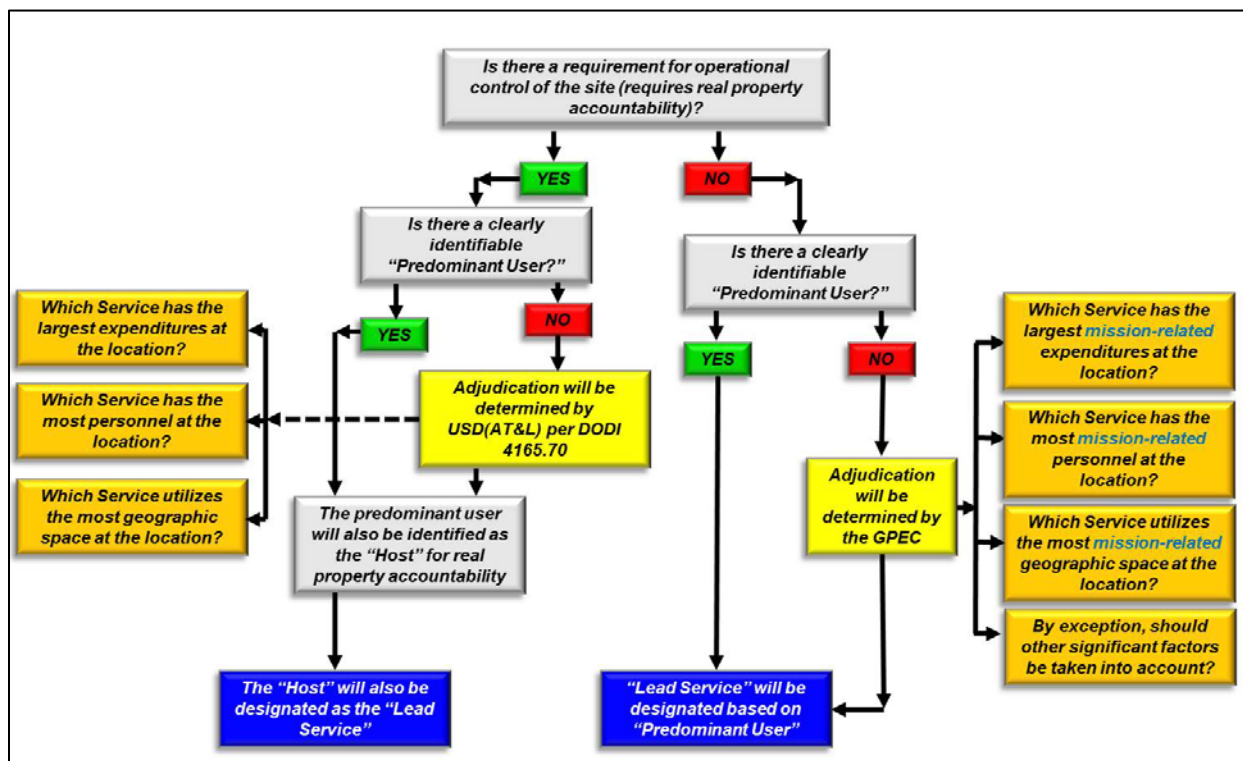 Is there a requirement for operational
control of the site (requires real property
accountability)?
YES
NO
Is there a clearly
identifiable
“Predominant User?”
Is there a clearly
identifiable
“Predominant User?”
YES
NO
YES
NO
Which Service has the
largest expenditures at
the location?
Which Service has the
most personnel at the
location?
Which Service utilizes
the most geographic
space at the location?
Adjudication will be
determined by
USD(AT&L) per DODI
4165.70
The predominant user
will also be identified as
the “Host” for real
property accountability
Adjudication
will be
determined by
the GPEC
Which Service has the
largest mission-related
expenditures at the
location?
Which Service has the
most mission-related
personnel at the
location?
Which Service utilizes
the most mission-related
geographic space at the
location?
By exception, should
other significant factors
be taken into account?
The “Host” will also be
designated as the “Lead
Service”
“Lead Service” will be
designated based on
“Predominant User”